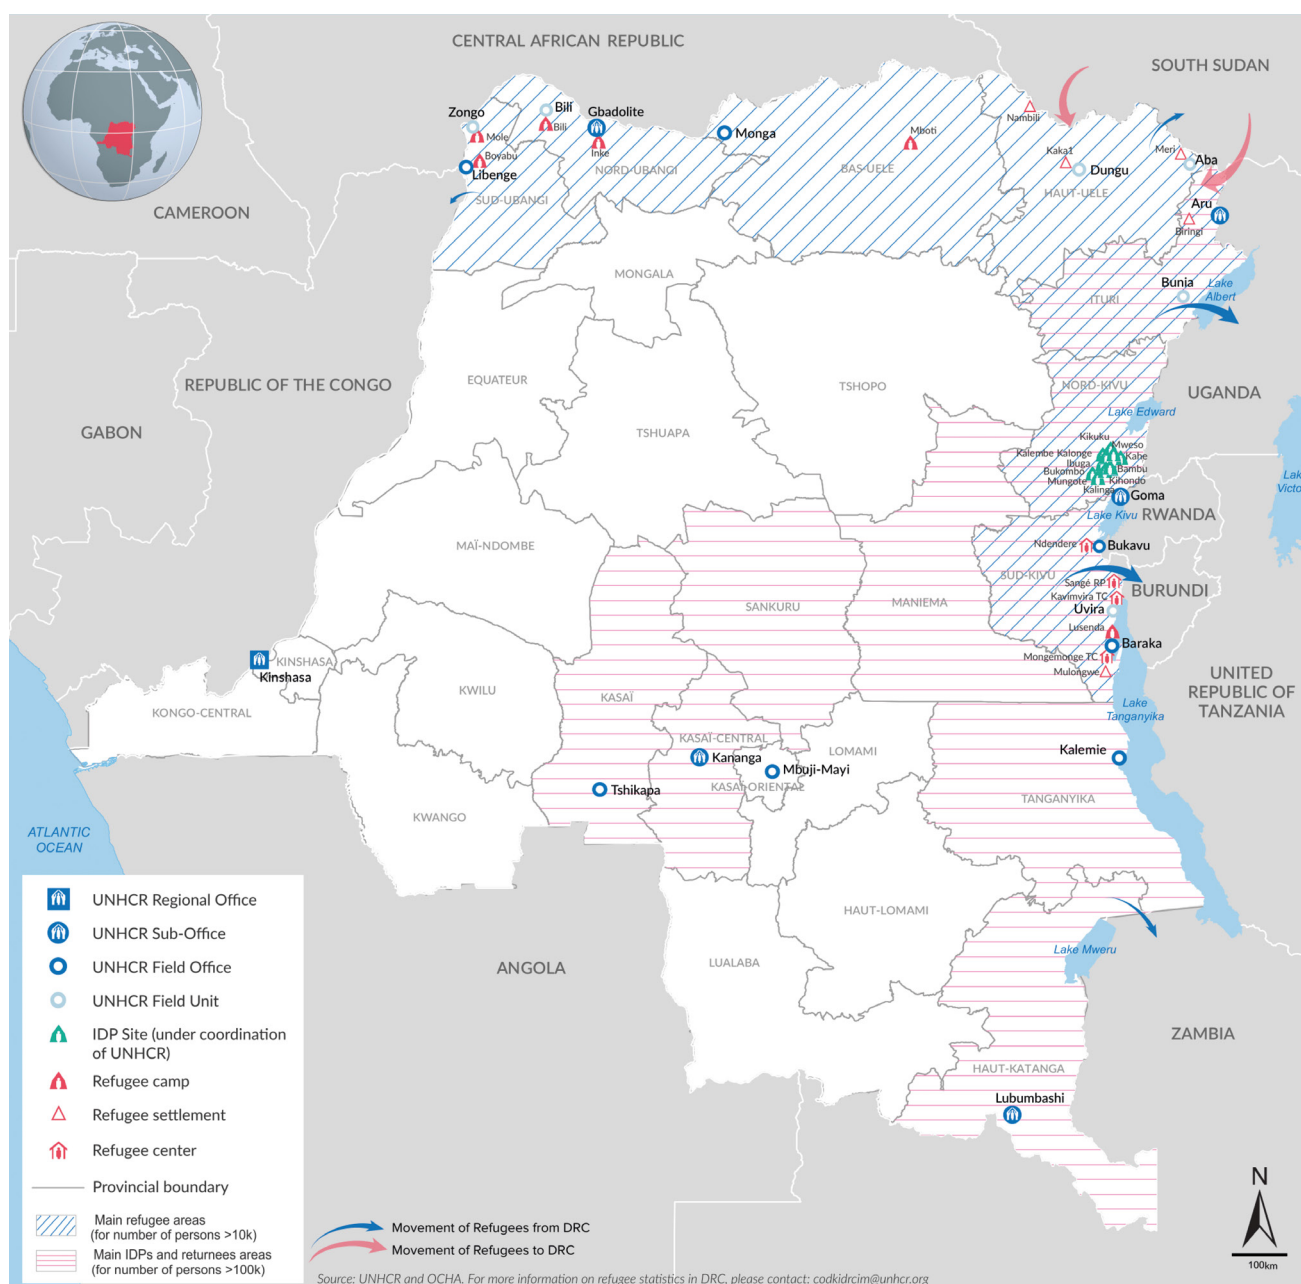 CENTRAL AFRICAN REPUBLIC
SOUTH SUDAN
CAMEROON
Zongo
Bili
Gbadolite
Mole
Bili
Inke
Monga
Mboti
Nambili
Kaka1
Meri
Aba
Dungu
Boyabu
Libenge
NORD-UBANGI
SUD-UBANGI
BAS-UELE
HAUT-UELE
Aru
Biringi
MONGALA
ITURI
Bunia
Lake
Albert
REPUBLIC OF THE CONGO
EQUATEUR
TSHOPO
NORD-KIVU
UGANDA
GABON
TSHUAPA
Lake Edward
Kikuku
Mweso
Kalembe Kalonge
Kahe
Ibuga
Bambu
Bukombo
Mungote
Kihondo
Kalinga
Goma
Lake Kivu
RWANDA
Lake
Victo
MAÏ-NDOMBE
Ndendere
Bukavu
SUD-KIVU
Sangé RP
BURUNDI
Kavimvira TC
Uvira
SANKURU
MANIEMA
Lusenda
Baraka
Mongemonge TC
Mulongwe
KINSHASA
Kinshasa
KWILU
KASAÏ
KONGO-CENTRAL
UNITED
REPUBLIC OF
TANZANIA
Lake
Tanganyika
KASAÏ-CENTRAL
LOMAMI
Kananga
Mbuji-Mayi
KASAÏ-ORIENTAL
Kalemie
Tshikapa
TANGANYIKA
KWANGO
ATLANTIC
OCEAN
HAUT-LOMAMI
LUALABA
ANGOLA
Lake Mweru
ZAMBIA
HAUT-KATANGA
Lubumbashi
UNHCR Regional Office
UNHCR Sub-Office
UNHCR Field Office
UNHCR Field Unit
IDP Site (under coordination
of UNHCR)
Refugee camp
Refugee settlement
Refugee center
Provincial boundary
Main refugee areas
(for number of persons >10k)
Main IDPs and returnees areas
(for number of persons >100k)
Movement of Refugees from DRC
Movement of Refugees to DRC
N
100km
Source: UNHCR and OCHA. For more information on refugee statistics in DRC, please contact: codkidrcim@unhcr.org